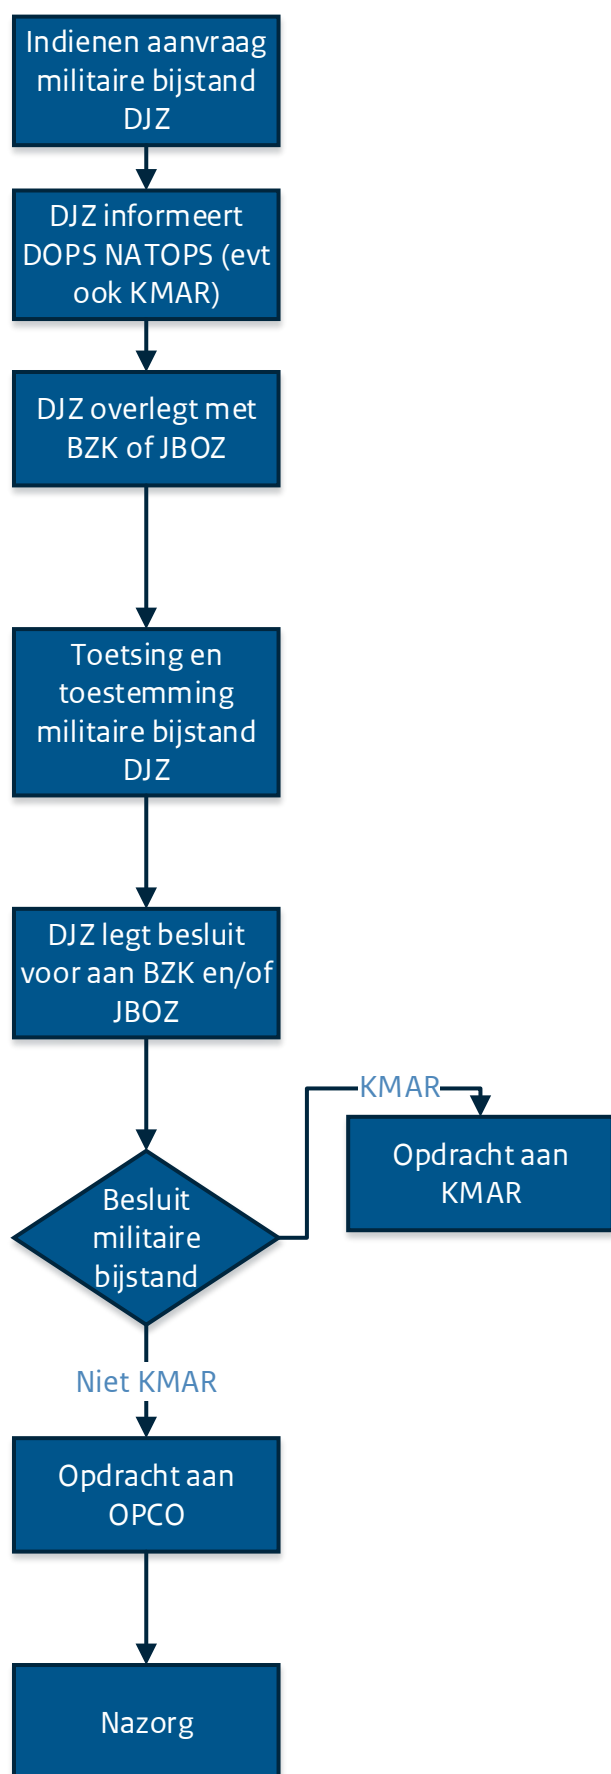 Indienen aanvraag
militaire bijstand
DJZ
DJZ informeert
DOPS NATOPS (evt
ook KMAR)
DJZ overlegt met
BZK of JBOZ
Toetsing en
toestemming
militaire bijstand
DJZ
DJZ legt besluit
voor aan BZK en/of
JBOZ
KMAR
Opdracht aan
KMAR
Besluit
militaire
bijstand
Niet KMAR
Opdracht aan
OPCO
Nazorg